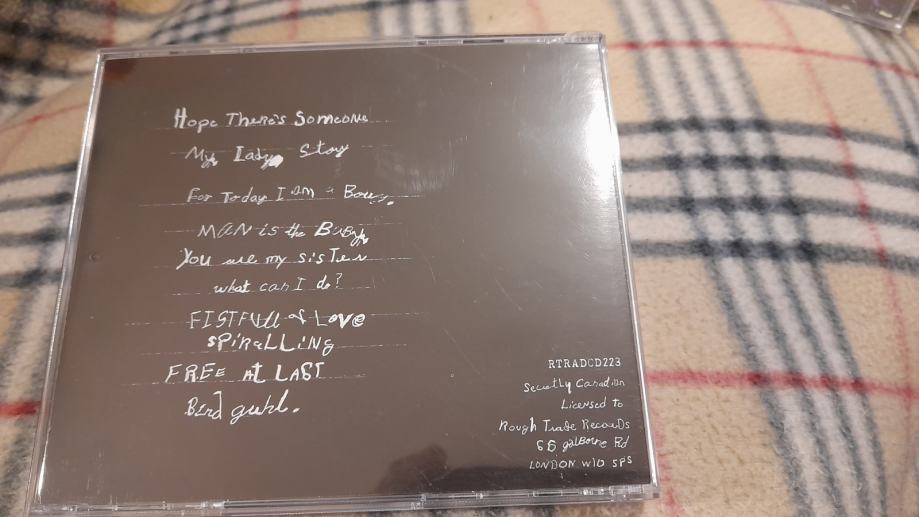 Hope There's Someone
My Lady Story
For Today I am a Boy.
MAN is the BaBy
You are my sisTer
what can I do?
FISTFull of Love
sPiRaLLiNg
FREE at LAST
Bird guhl.
RTRADCD223
Secretly Canadian
Licensed to
Rough Trade Records
66 golborne Rd
LONDON W10 5PS